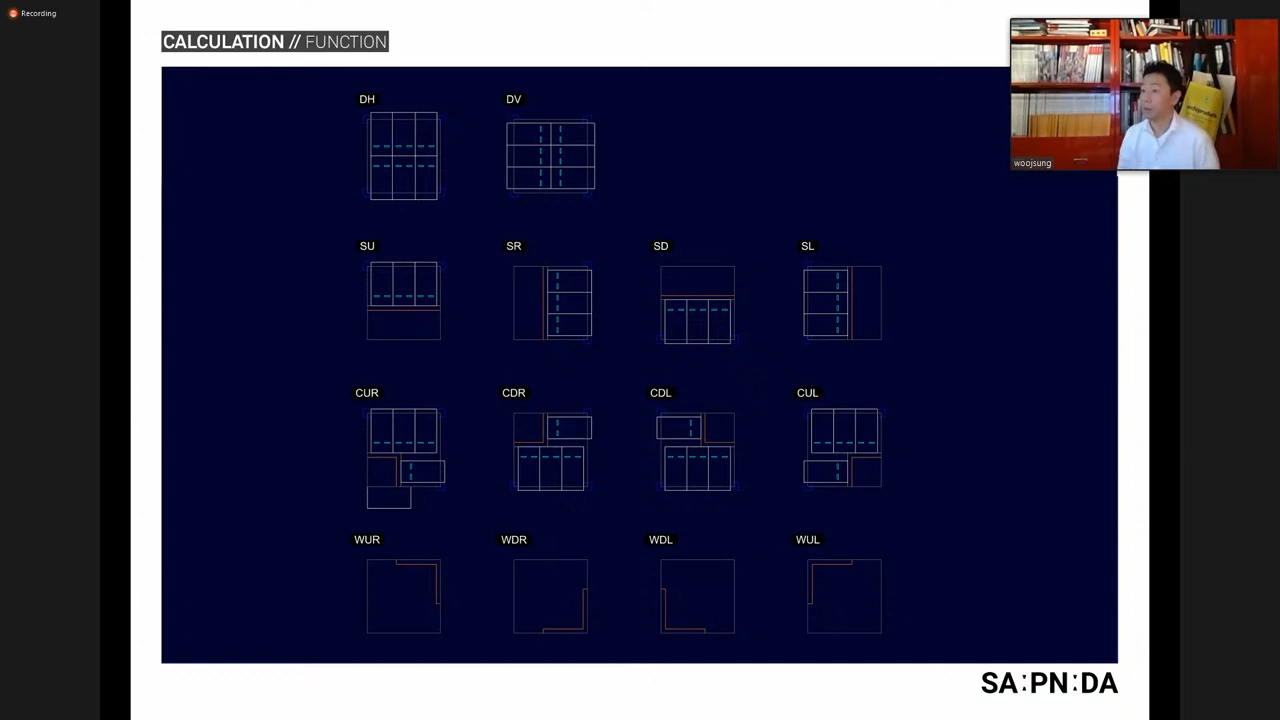 Recording
CALCULATION // FUNCTION
woojsung
DH DV
SU SR SD SL
CUR CDR CDL CUL
WUR WDR WDL WUL
SA:PN:DA